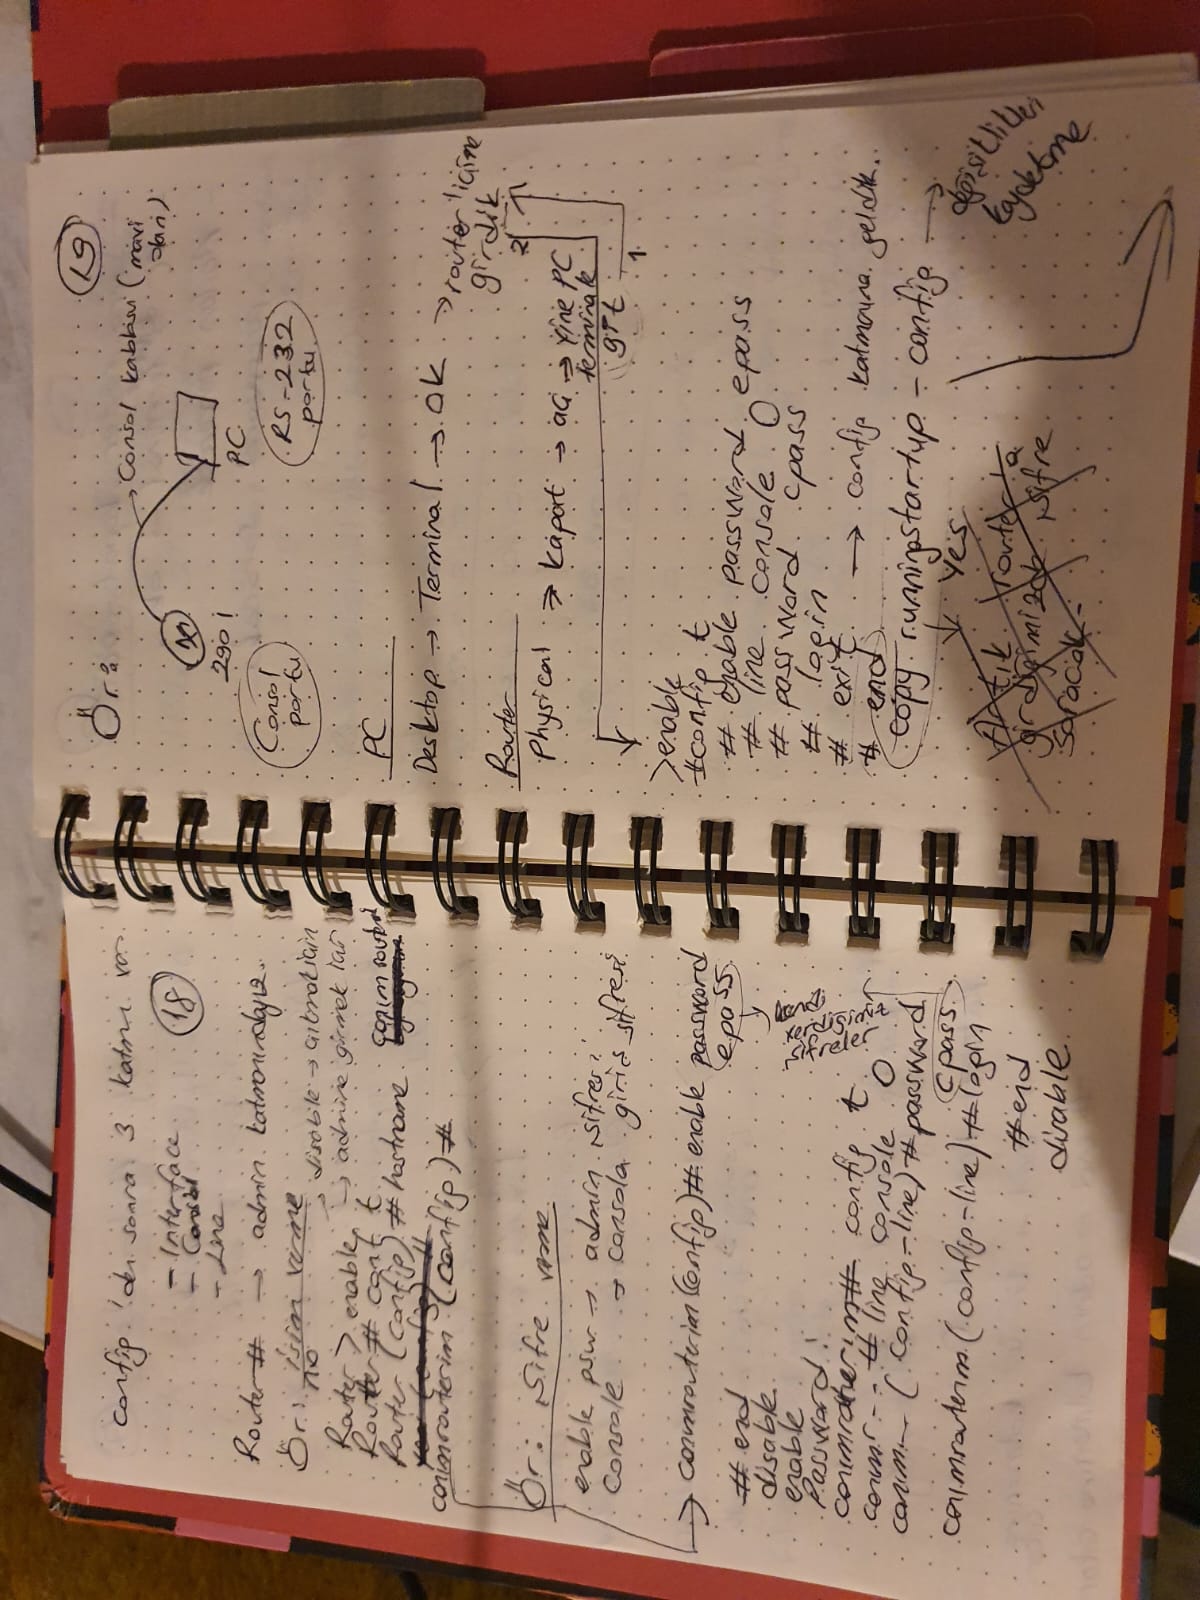 config 'den sonra 3 katman var
18
- Interface
- Consol
- Line
Router # → admin katmanındayız.
Ör: isim verme
no
→ disable → çıkmak için
Router > enable → admine girmek için
Router # conf t
Router (config) # hostname canımrouterim
canımrouterim (config) #
Ör: Şifre verme
enable psw → admin şifresi
console → consola giriş şifresi
→ canımrouterim (config) # enable password
epass
→ kendi verdiğimiz şifreler
# end
disable
enable
Password:
canımrouterim # config t
canımr-- # line console 0
canım-- (config-line) # password
cpass
canımrouterim (config-line) # login
# end
disable
19
Ör:
→ Consol kablosu (mavi
olan)
2901
PC
Consol
portu
RS-232
portu
PC
Desktop → Terminal → OK → router 'içine
girdik
Router
2
Physical → kapat → aç → yine PC
terminale
git
1
>enable
#config t
# enable password epass
# line console 0
# password cpass
# login
# exit → config katmanına geldik.
# end
copy runningstartup - config → değişiklikleri
kaydetme
Yes
Artık router'a
girdiğimizde şifre
soracak.